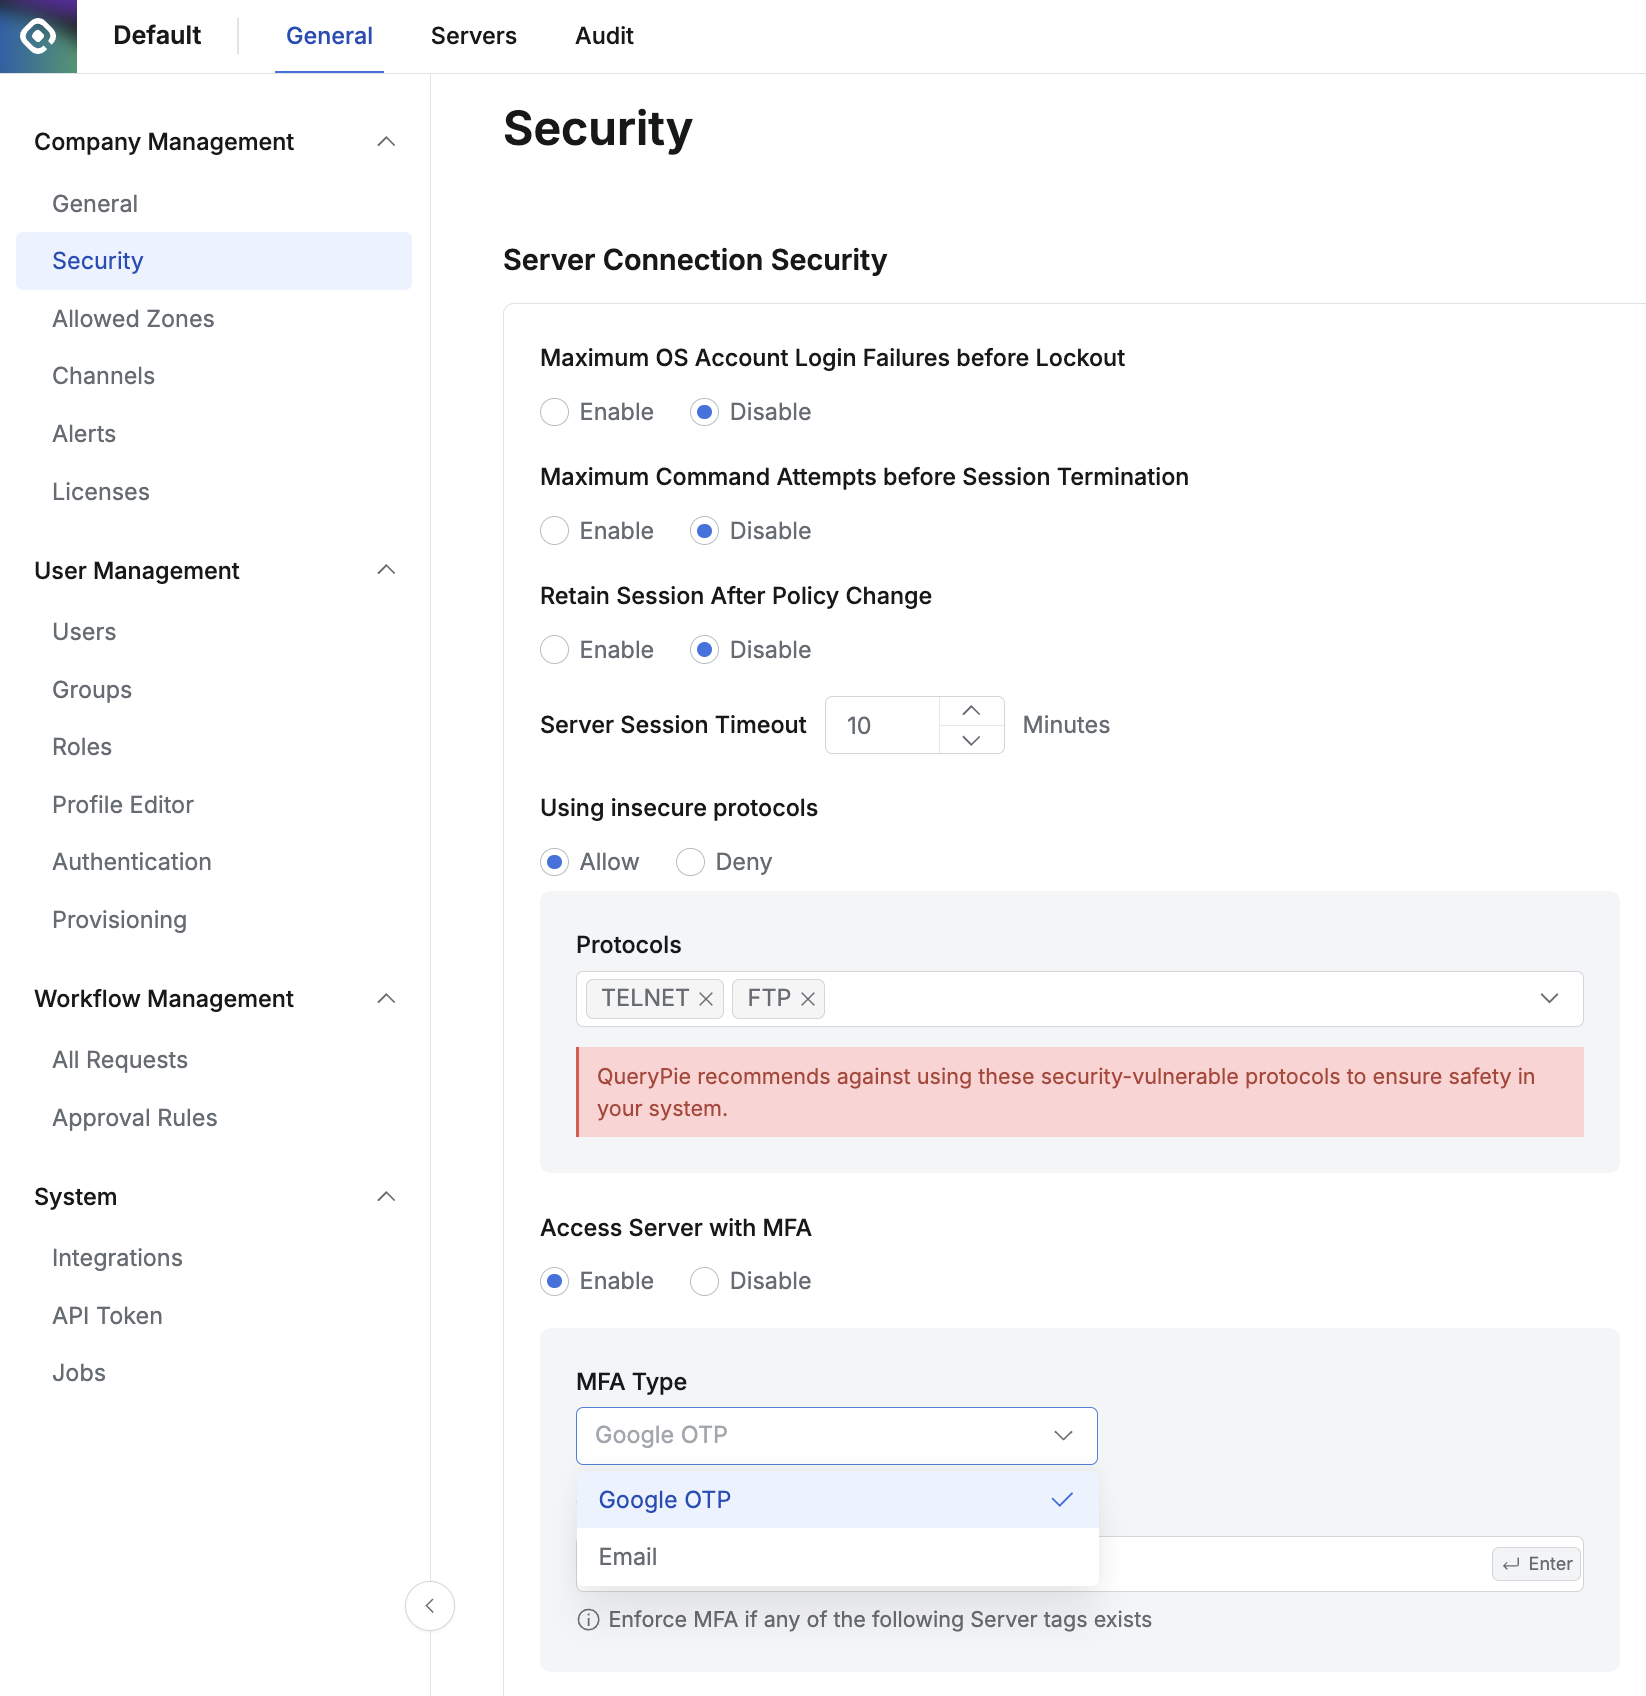 Default
General
Servers
Audit
Company Management
General
Security
Allowed Zones
Channels
Alerts
Licenses
User Management
Users
Groups
Roles
Profile Editor
Authentication
Provisioning
Workflow Management
All Requests
Approval Rules
System
Integrations
API Token
Jobs
Security
Server Connection Security
Maximum OS Account Login Failures before Lockout
Enable Disable
Maximum Command Attempts before Session Termination
Enable Disable
Retain Session After Policy Change
Enable Disable
Server Session Timeout 10 Minutes
Using insecure protocols
Allow Deny
Protocols
TELNET FTP
QueryPie recommends against using these security-vulnerable protocols to ensure safety in
your system.
Access Server with MFA
Enable Disable
MFA Type
Google OTP
Google OTP
Email
Enter
Enforce MFA if any of the following Server tags exists